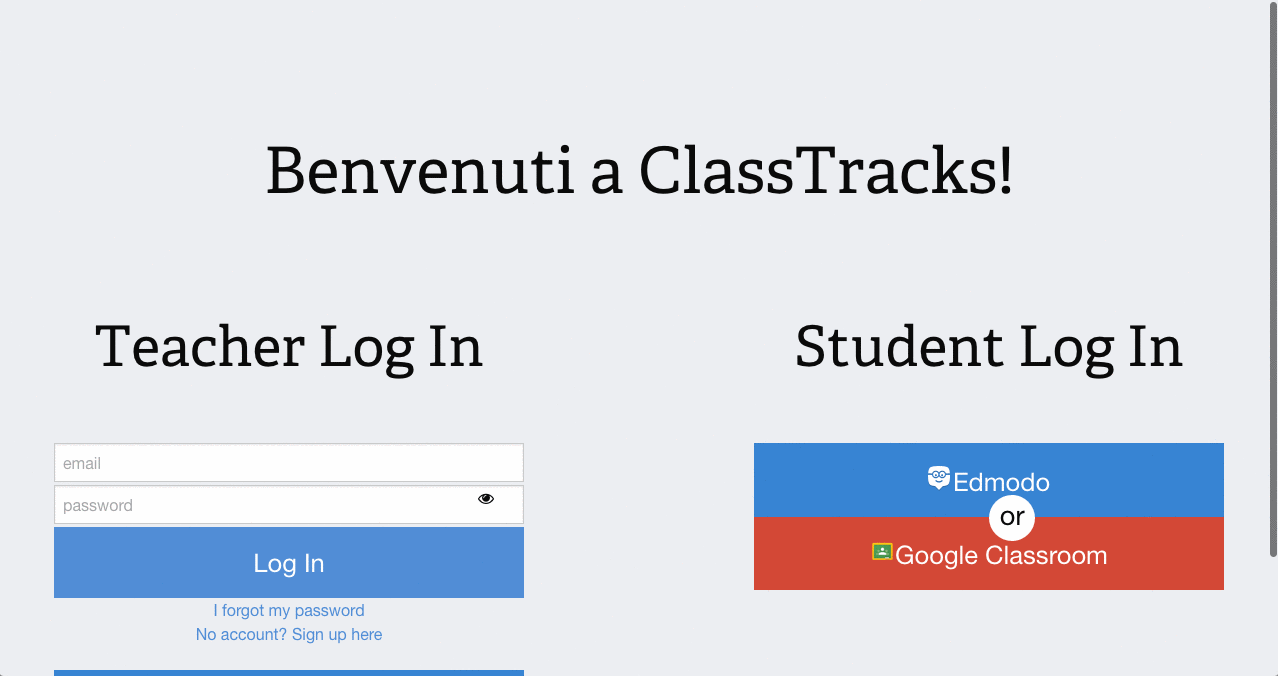 Benvenuti a ClassTracks!
Teacher Log In
email
password
Log In
I forgot my password
No account? Sign up here
Student Log In
Edmodo
or
Google Classroom